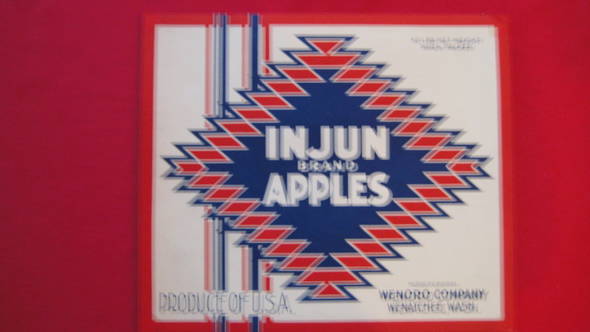 INJUN
BRAND
APPLES
PRODUCE OF U.S.A.
WENORO COMPANY
WENATCHEE, WASH.